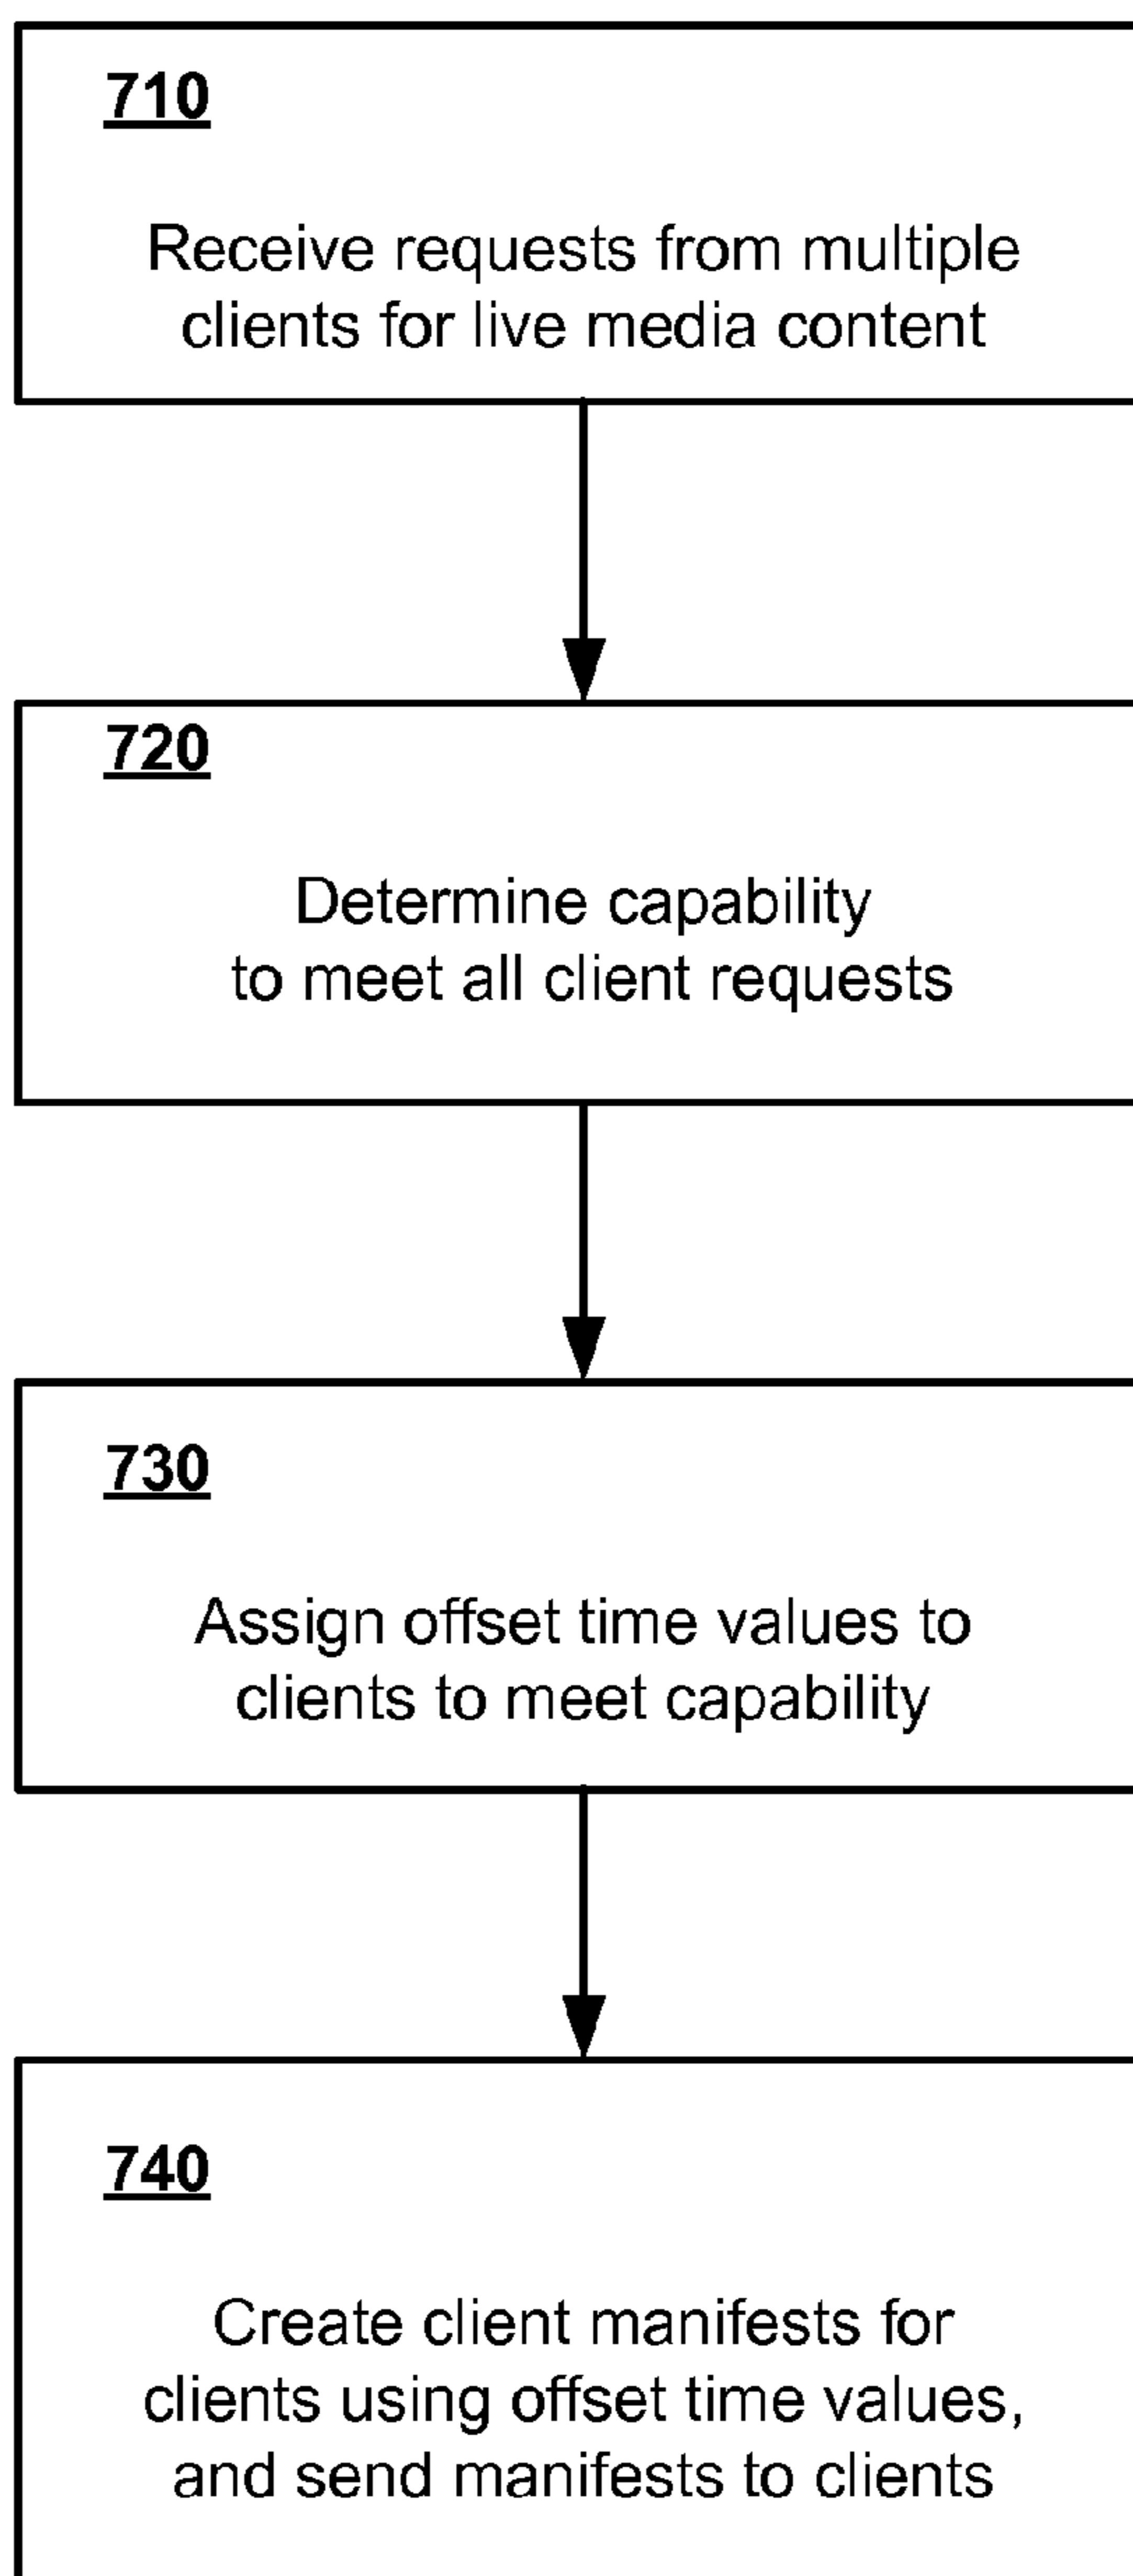 710
Receive requests from multiple
clients for live media content
720
Determine capability
to meet all client requests
730
Assign offset time values to
clients to meet capability
740
Create client manifests for
clients using offset time values,
and send manifests to clients